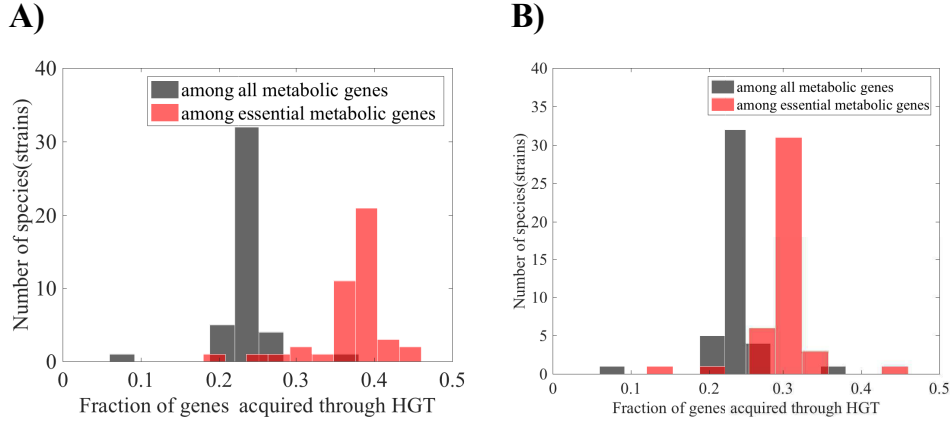 A)
40
30
20
10
0
0
0.1
0.2
0.3
0.4
0.5
Number of species(strains)
Fraction of genes acquired through HGT
among all metabolic genes
among essential metabolic genes
B)
40
35
30
25
20
15
10
5
0
0
0.1
0.2
0.3
0.4
0.5
Number of species(strains)
Fraction of genes acquired through HGT
among all metabolic genes
among essential metabolic genes